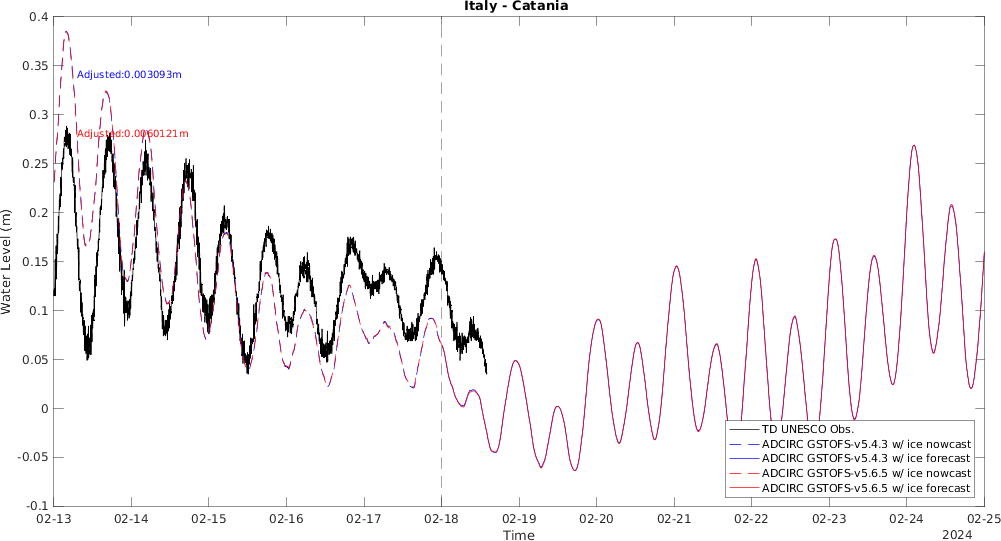 Italy - Catania
0.4
0.35
0.3
0.25
0.2
0.15
0.1
0.05
0
-0.05
-0.1
Water Level (m)
Adjusted:0.003093m
Adjusted:0.0060121m
TD UNESCO Obs.
ADCIRC GSTOFS-v5.4.3 w/ ice nowcast
ADCIRC GSTOFS-v5.4.3 w/ ice forecast
ADCIRC GSTOFS-v5.6.5 w/ ice nowcast
ADCIRC GSTOFS-v5.6.5 w/ ice forecast
02-13 02-14 02-15 02-16 02-17 02-18 02-19 02-20 02-21 02-22 02-23 02-24 02-25
Time
2024